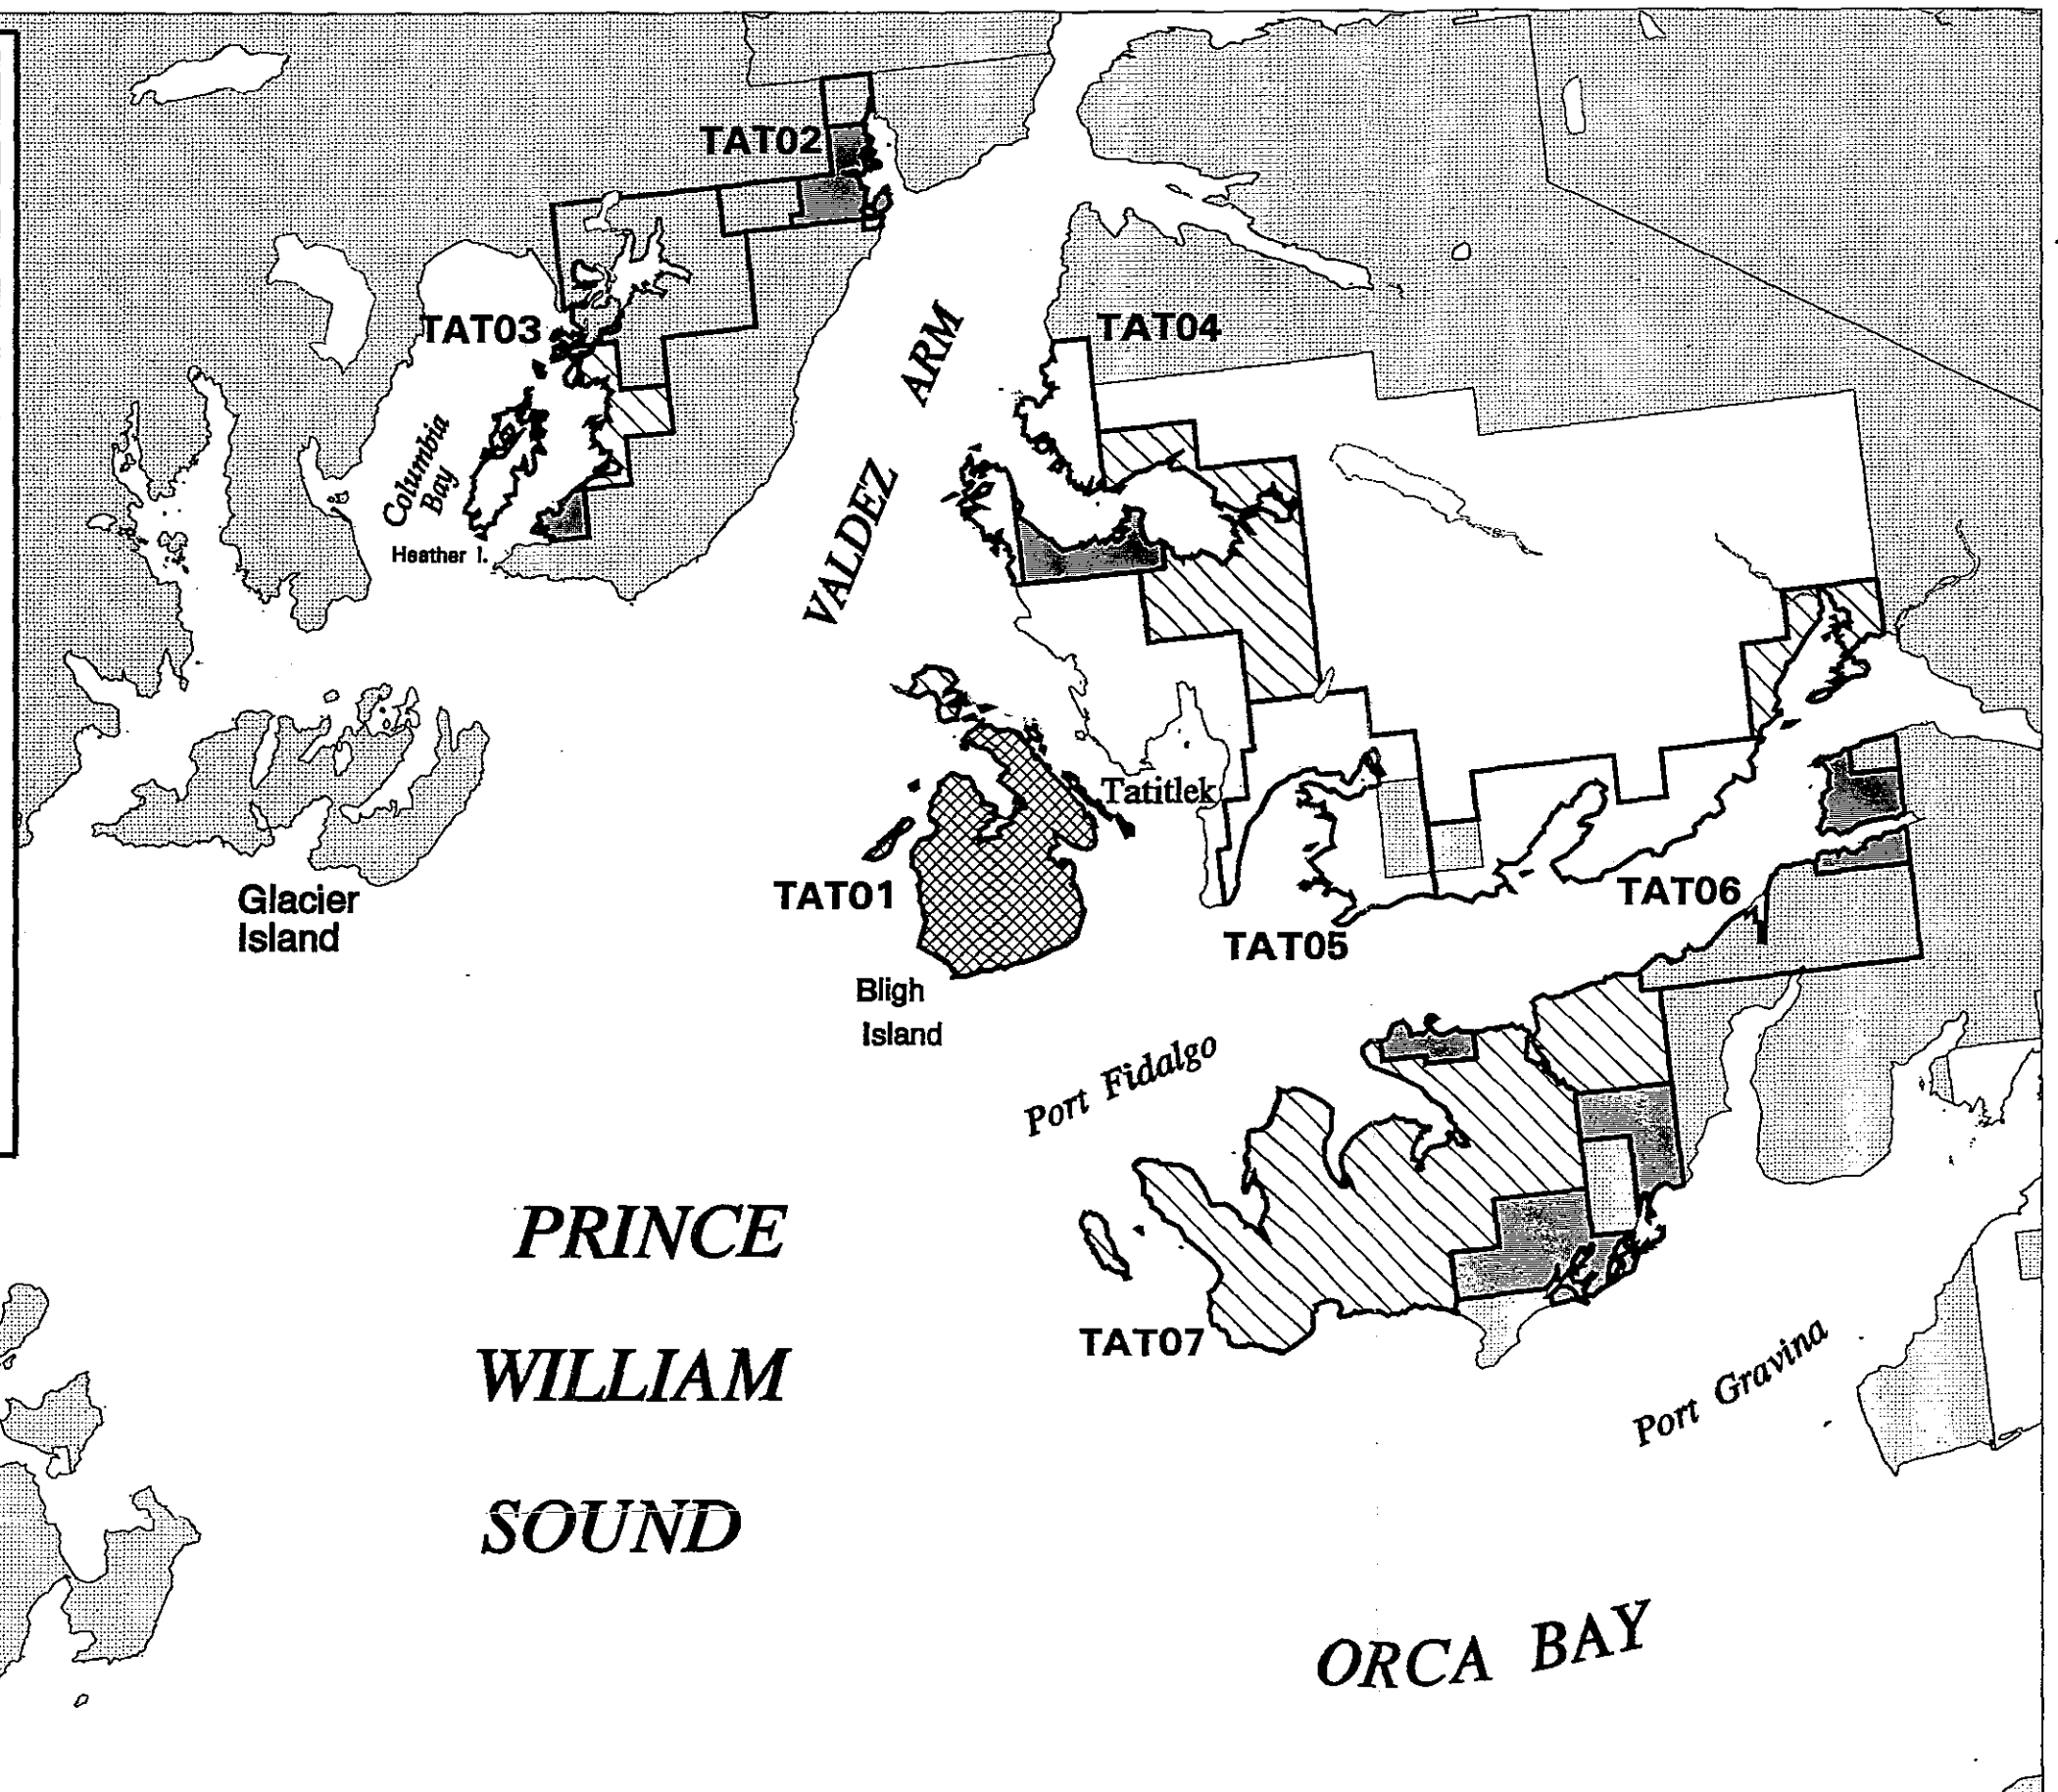 TAT02
TAT03
TAT04
VALDEZ ARM
Columbia
Bay
Heather I.
Tatitlek
TAT01
TAT06
Glacier
Island
TAT05
Bligh
Island
Port Fidalgo
PRINCE
WILLIAM
SOUND
TAT07
Port Gravina
ORCA BAY